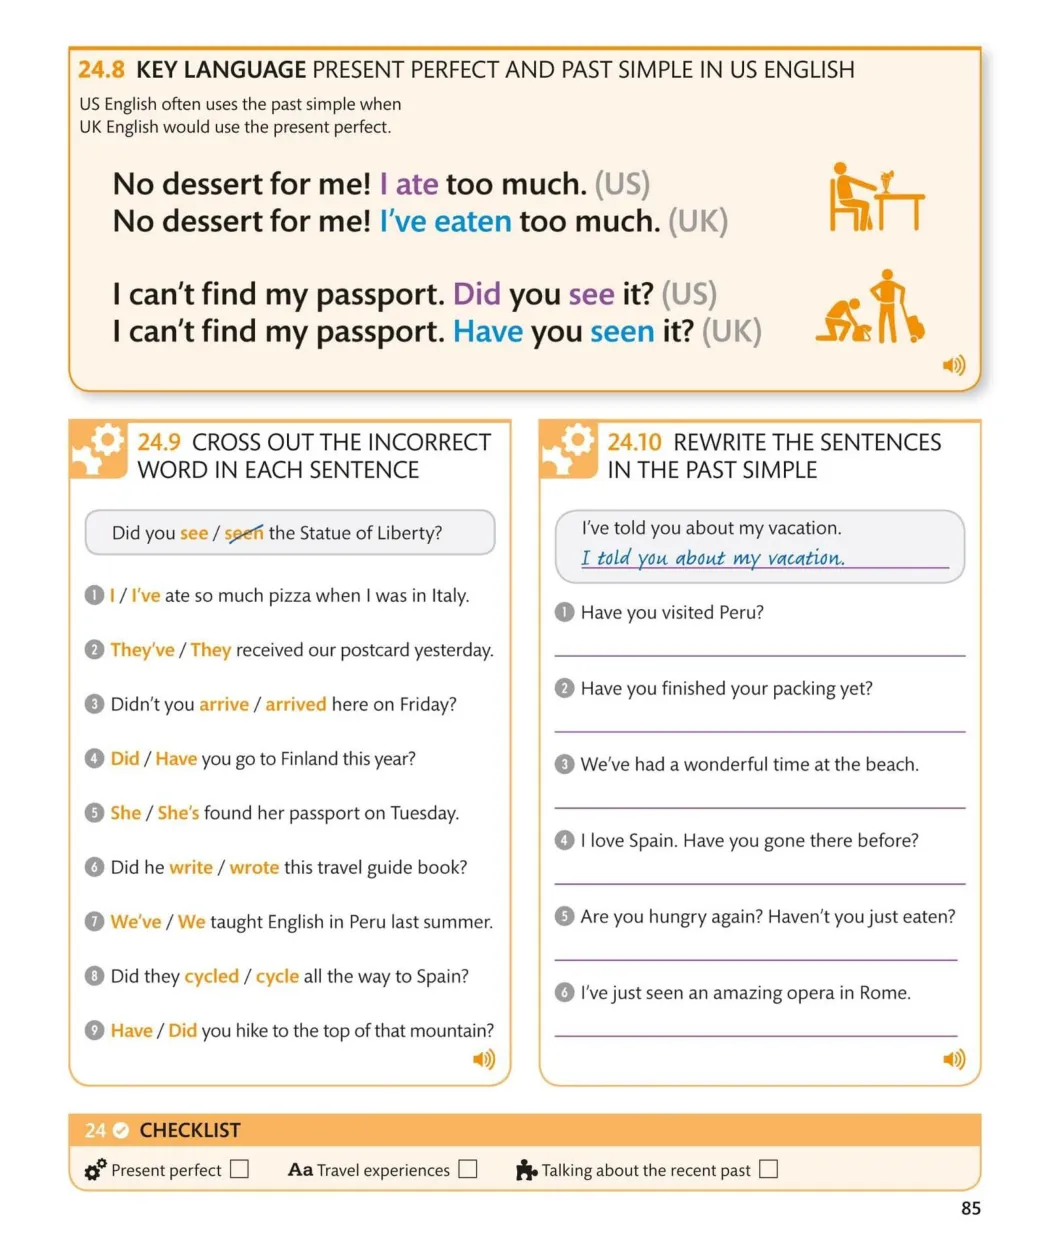 24.8 KEY LANGUAGE PRESENT PERFECT AND PAST SIMPLE IN US ENGLISH
US English often uses the past simple when
UK English would use the present perfect.
No dessert for me! I ate too much. (US)
No dessert for me! I've eaten too much. (UK)
I can't find my passport. Did you see it? (US)
I can't find my passport. Have you seen it? (UK)
24.9 CROSS OUT THE INCORRECT
WORD IN EACH SENTENCE
Did you see / seen the Statue of Liberty?
1 I / I've ate so much pizza when I was in Italy.
2 They've / They received our postcard yesterday.
3 Didn't you arrive / arrived here on Friday?
4 Did / Have you go to Finland this year?
5 She / She's found her passport on Tuesday.
6 Did he write / wrote this travel guide book?
7 We've / We taught English in Peru last summer.
8 Did they cycled / cycle all the way to Spain?
9 Have / Did you hike to the top of that mountain?
24.10 REWRITE THE SENTENCES
IN THE PAST SIMPLE
I've told you about my vacation.
I told you about my vacation.
1 Have you visited Peru?
2 Have you finished your packing yet?
3 We've had a wonderful time at the beach.
4 I love Spain. Have you gone there before?
5 Are you hungry again? Haven't you just eaten?
6 I've just seen an amazing opera in Rome.
24 CHECKLIST
Present perfect Aa Travel experiences Talking about the recent past
85